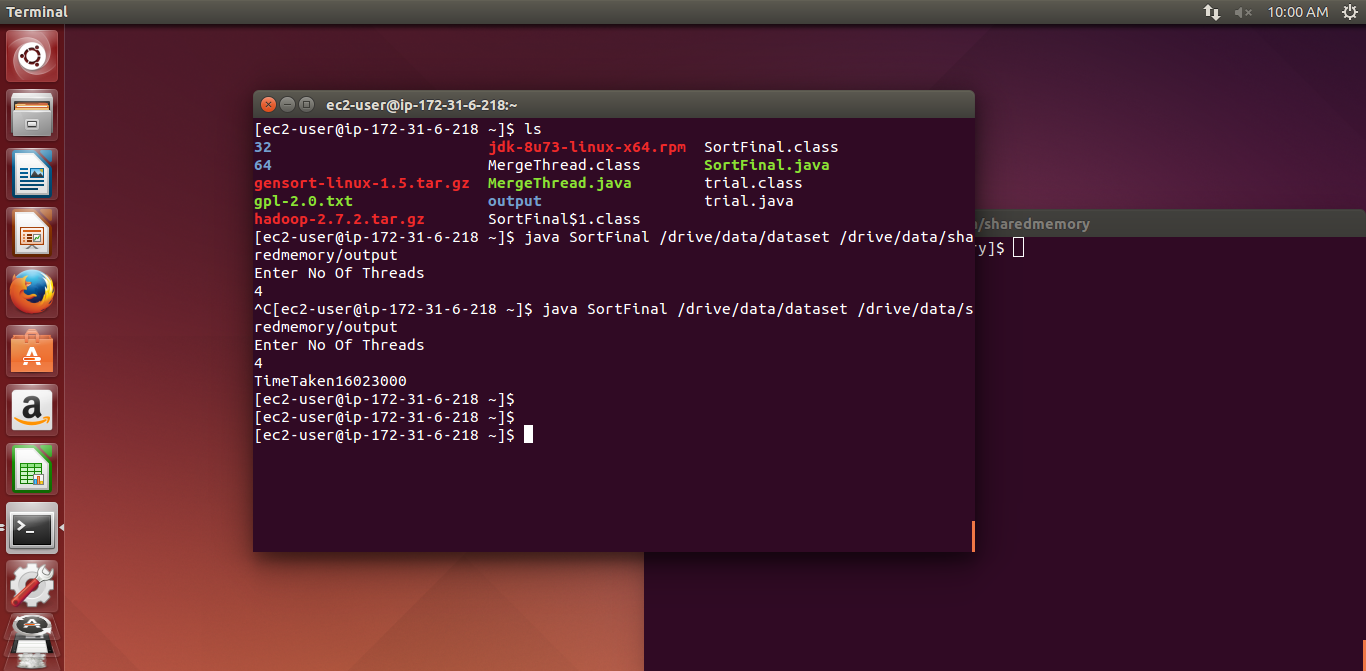 Terminal
10:00 AM
ec2-user@ip-172-31-6-218:~
[ec2-user@ip-172-31-6-218 ~]$ ls
32 jdk-8u73-linux-x64.rpm SortFinal.class
64 MergeThread.class SortFinal.java
gensort-linux-1.5.tar.gz MergeThread.java trial.class
gpl-2.0.txt output trial.java
hadoop-2.7.2.tar.gz SortFinal$1.class
[ec2-user@ip-172-31-6-218 ~]$ java SortFinal /drive/data/dataset /drive/data/sha
redmemory/output
Enter No Of Threads
4
^C[ec2-user@ip-172-31-6-218 ~]$ java SortFinal /drive/data/dataset /drive/data/s
redmemory/output
Enter No Of Threads
4
TimeTaken16023000
[ec2-user@ip-172-31-6-218 ~]$
[ec2-user@ip-172-31-6-218 ~]$
[ec2-user@ip-172-31-6-218 ~]$
/sharedmemory
y]$